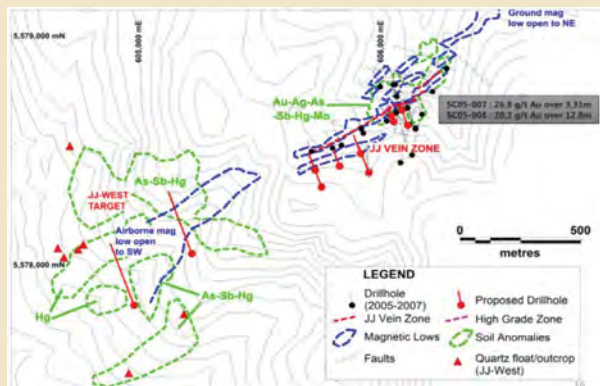 5,579,000 mN
605,000 mE
606,000 mE
Ground mag
low open to NE
Au-Ag-As
-Sb-Hg-Mo
SC05-007 : 26.8 g/t Au over 3.31m
SC05-008 : 20.2 g/t Au over 12.8m
JJ VEIN ZONE
As-Sb-Hg
JJ-WEST
TARGET
Airborne mag
low open
to SW
5,578,000 mN
As-Sb-Hg
Hg
0 500
metres
LEGEND
Drillhole
(2005-2007)
Proposed Drillhole
JJ Vein Zone
High Grade Zone
Magnetic Lows
Soil Anomalies
Faults
Quartz float/outcrop
(JJ-West)